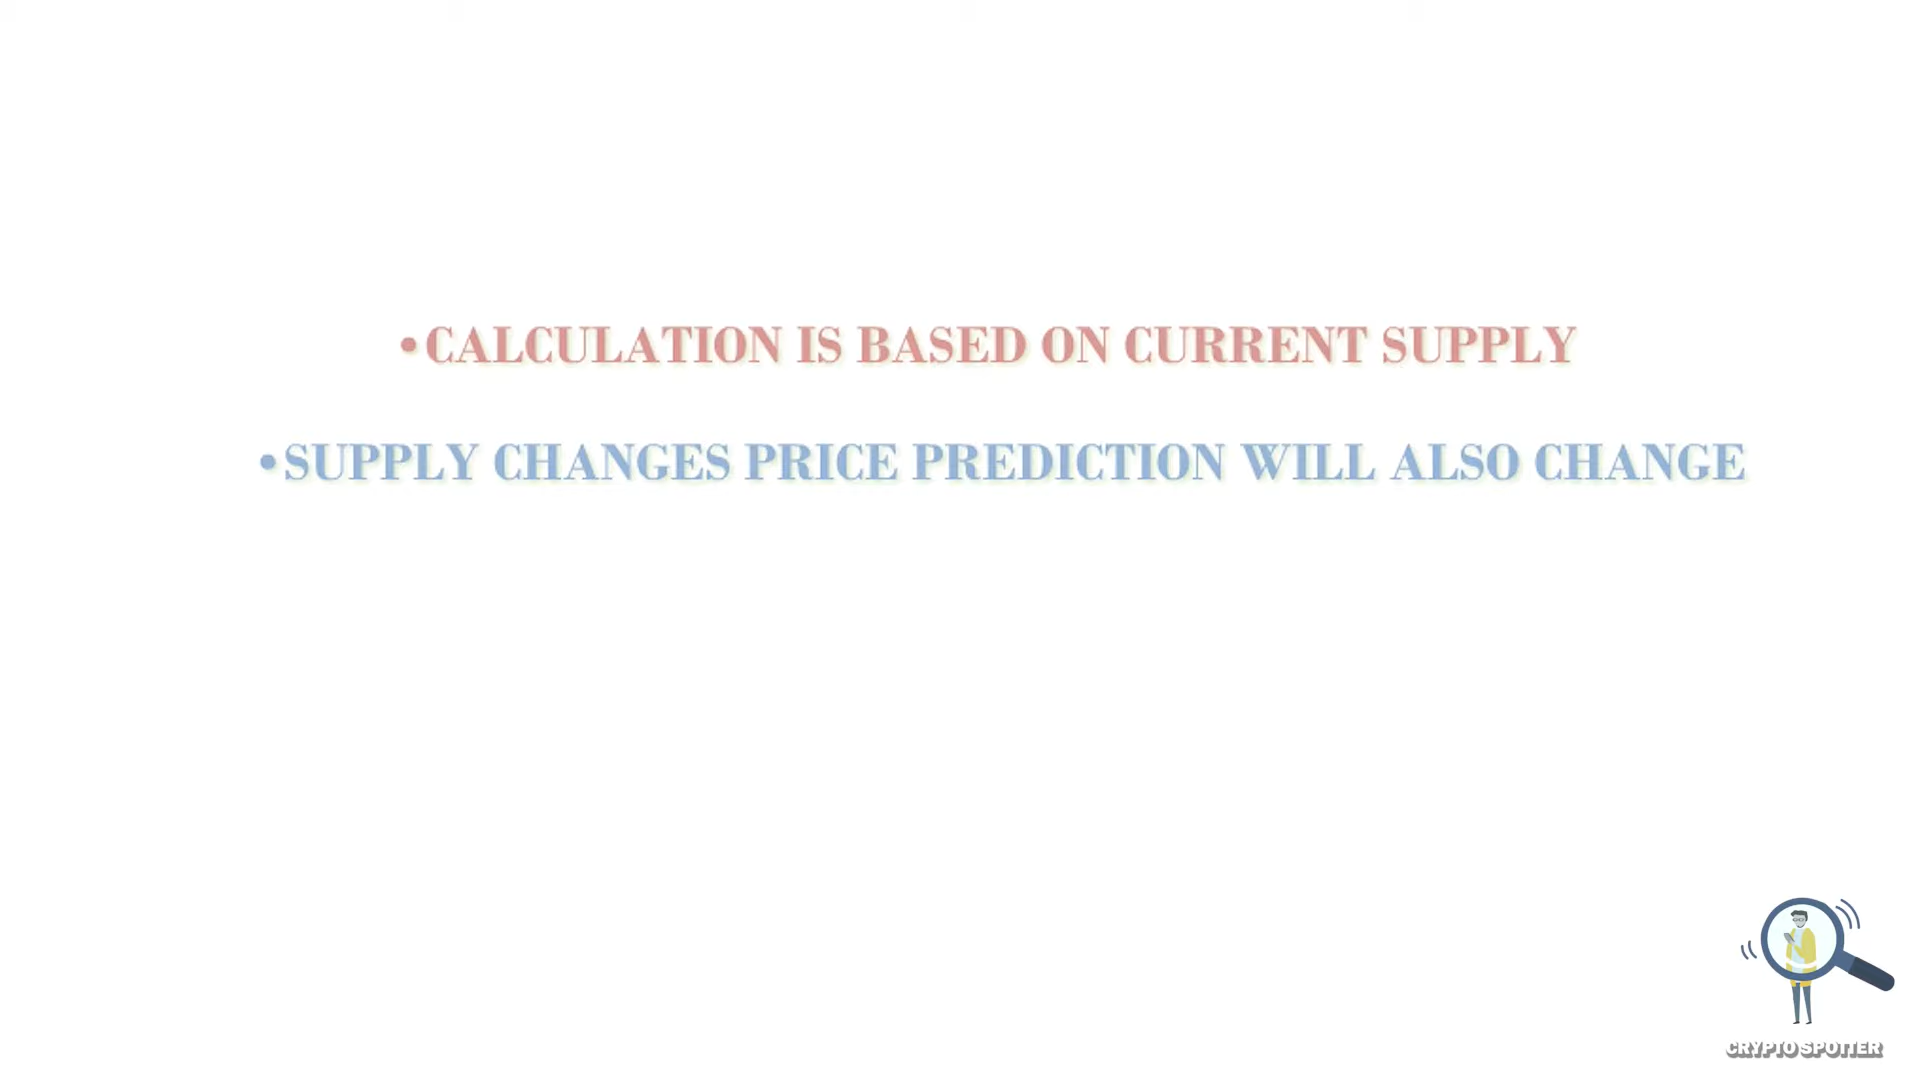 •CALCULATION IS BASED ON CURRENT SUPPLY
•SUPPLY CHANGES PRICE PREDICTION WILL ALSO CHANGE
CRYPTO SPOTTER